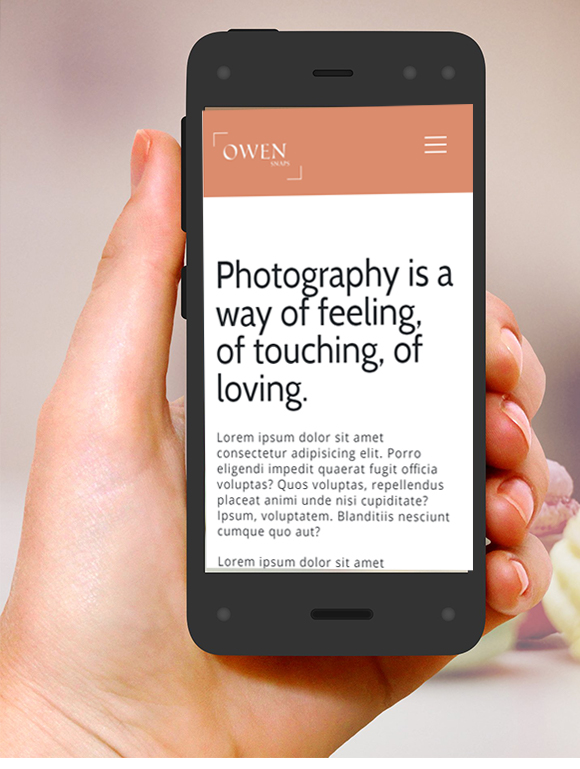 OWEN
SNAPS
Photography is a
way of feeling,
of touching, of
loving.
Lorem ipsum dolor sit amet
consectetur adipisicing elit. Porro
eligendi impedit quaerat fugit officia
voluptas? Quos voluptas, repellendus
placeat animi unde nisi cupiditate?
Ipsum, voluptatem. Blanditiis nesciunt
cumque quo aut?
Lorem ipsum dolor sit amet